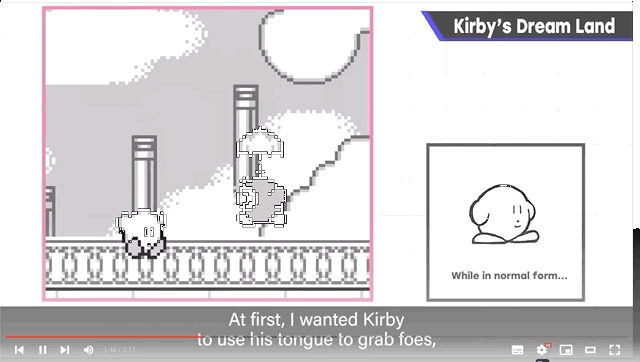 Kirby's Dream Land
While in normal form...
At first, I wanted Kirby
to use his tongue to grab foes,